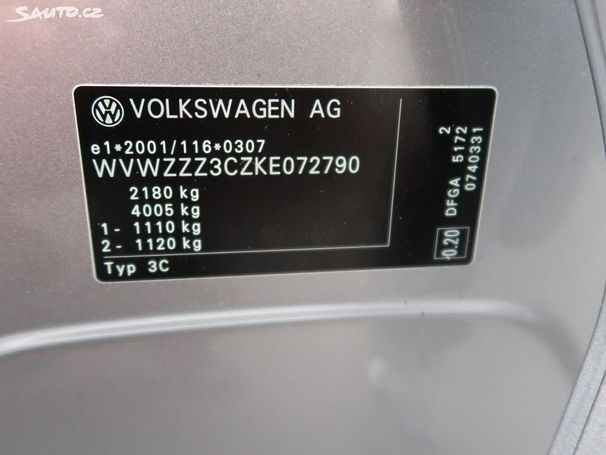 Sauto.cz
VOLKSWAGEN AG
e1*2001/116*0307
WVWZZZ3CZKE072790
2180 kg
4005 kg
1- 1110 kg
2- 1120 kg
Typ 3C
2
DFGA 5172
0740331
0.20